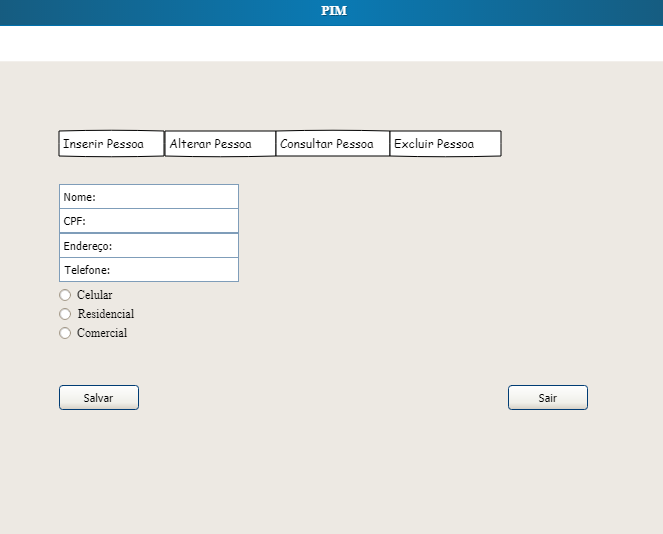 PIM
Inserir Pessoa Alterar Pessoa Consultar Pessoa Excluir Pessoa
Nome:
CPF:
Endereço:
Telefone:
Celular
Residencial
Comercial
Salvar Sair